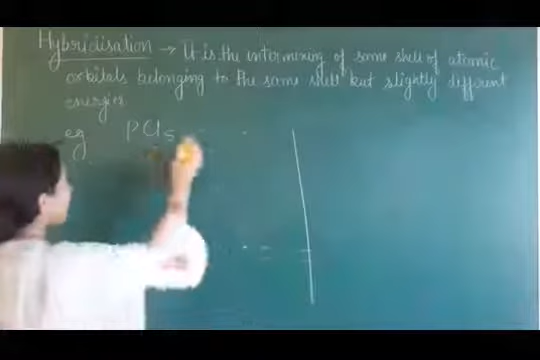 Hybridisation → It is the intermixing of same shell of atomic
orbitals belonging to the same shell but slightly different
energies
eg PCl5